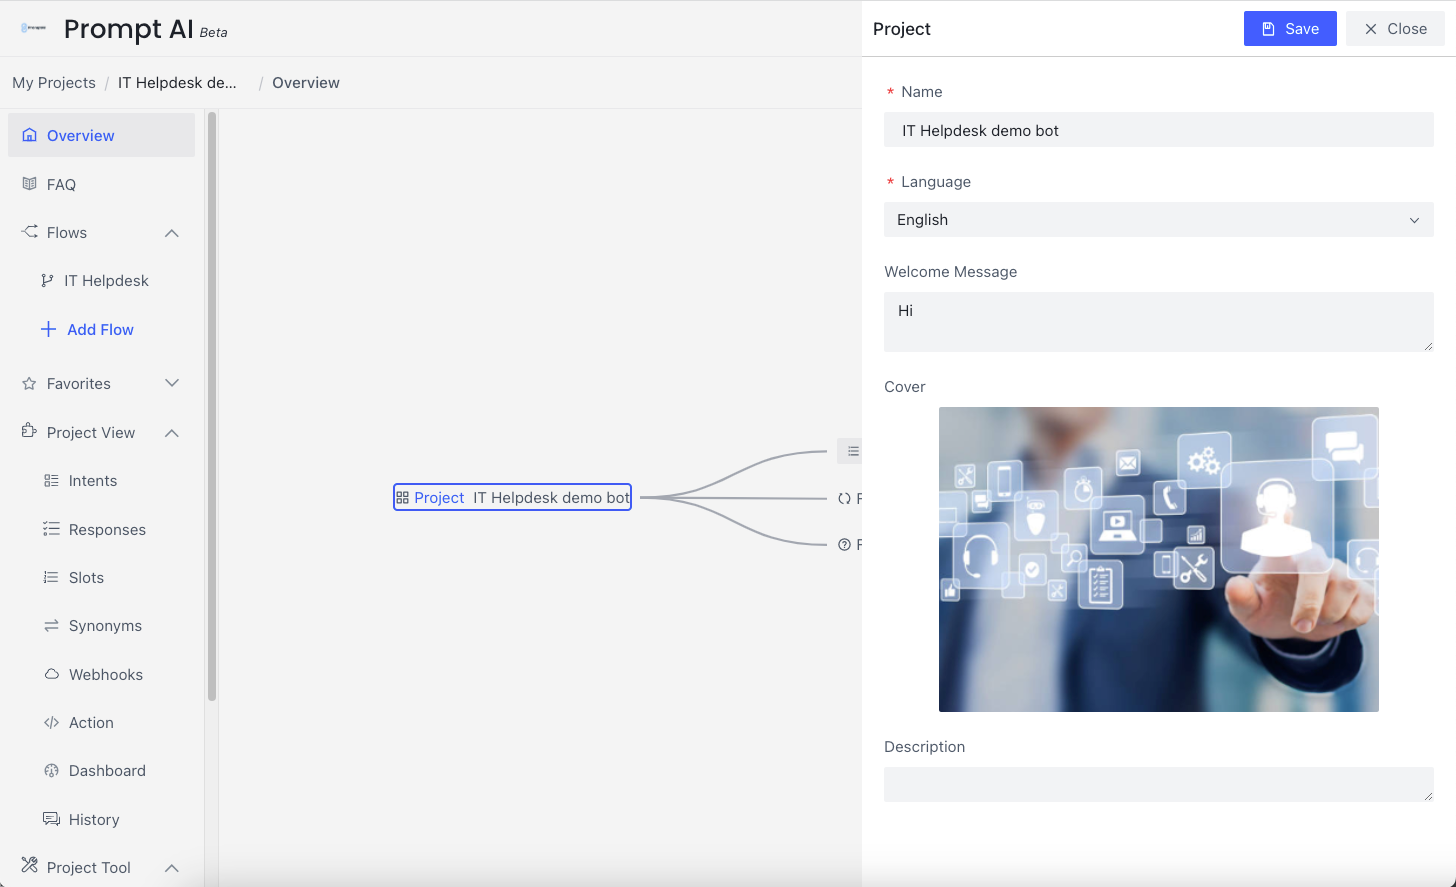 Prompt AI Beta
My Projects / IT Helpdesk de... / Overview
Overview
FAQ
Flows
IT Helpdesk
Add Flow
Favorites
Project View
Intents
Responses
Slots
Synonyms
Webhooks
Action
Dashboard
History
Project Tool
Project IT Helpdesk demo bot
F
F
Project
Save
Close
* Name
IT Helpdesk demo bot
* Language
English
Welcome Message
Hi
Cover
Description